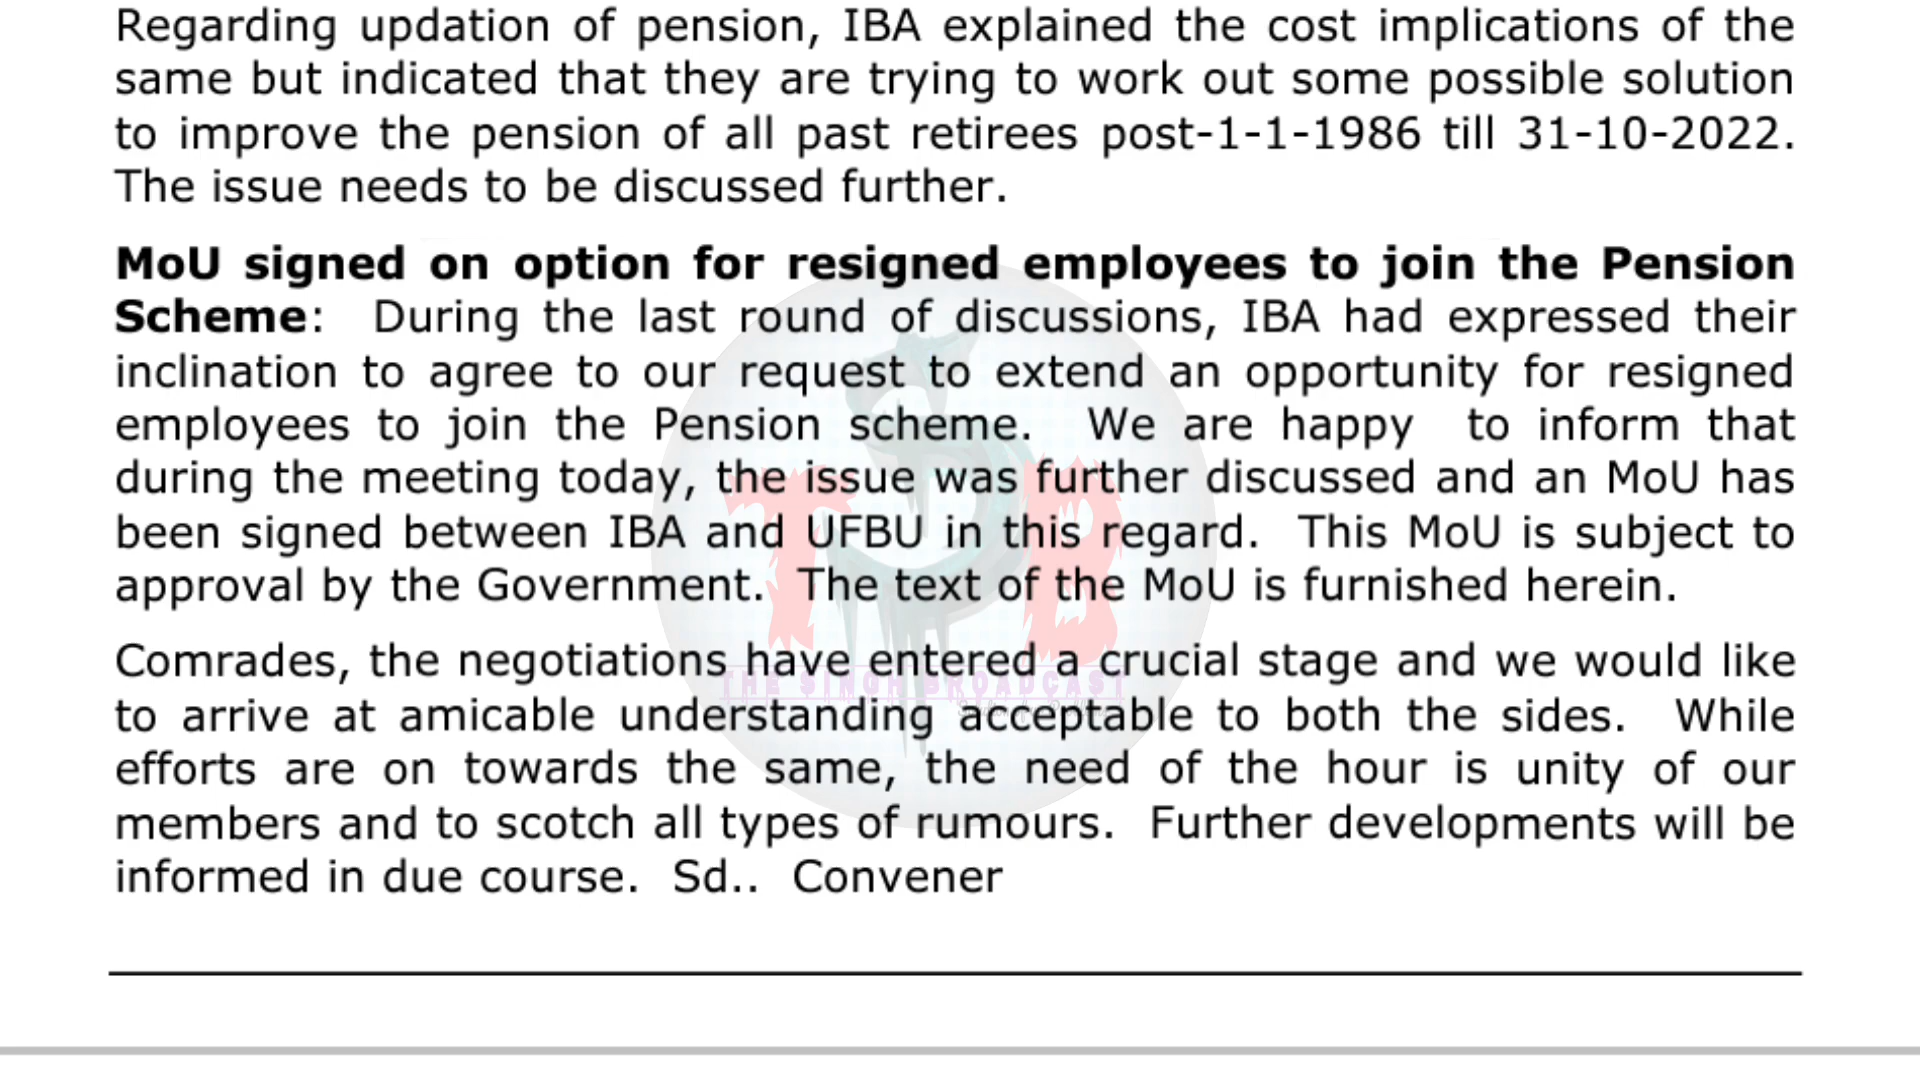 Regarding updation of pension, IBA explained the cost implications of the
same but indicated that they are trying to work out some possible solution
to improve the pension of all past retirees post-1-1-1986 till 31-10-2022.
The issue needs to be discussed further.
MoU signed on option for resigned employees to join the Pension
Scheme: During the last round of discussions, IBA had expressed their
inclination to agree to our request to extend an opportunity for resigned
employees to join the Pension scheme. We are happy to inform that
during the meeting today, the issue was further discussed and an MoU has
been signed between IBA and UFBU in this regard. This MoU is subject to
approval by the Government. The text of the MoU is furnished herein.
Comrades, the negotiations have entered a crucial stage and we would like
to arrive at amicable understanding acceptable to both the sides. While
efforts are on towards the same, the need of the hour is unity of our
members and to scotch all types of rumours. Further developments will be
informed in due course. Sd.. Convener
TSB
THE SINGH BROADCAST